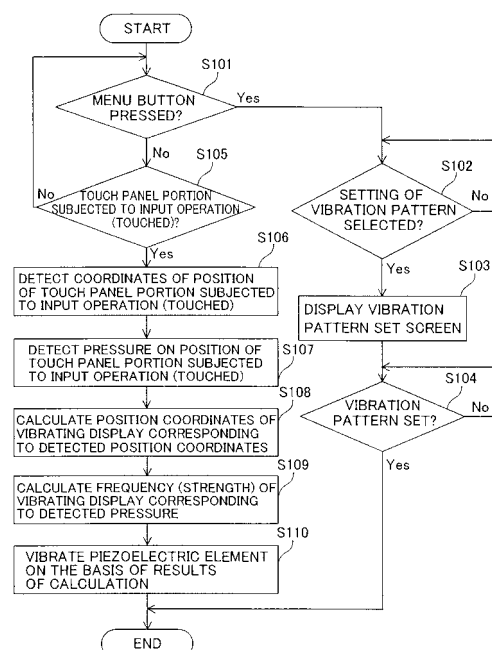 START
S101
MENU BUTTON
PRESSED?
Yes
No
S105
TOUCH PANEL PORTION
SUBJECTED TO INPUT OPERATION
(TOUCHED)?
No
Yes
S102
SETTING OF
VIBRATION PATTERN
SELECTED?
No
Yes
S103
DISPLAY VIBRATION
PATTERN SET SCREEN
S104
VIBRATION
PATTERN SET?
No
Yes
S106
DETECT COORDINATES OF POSITION
OF TOUCH PANEL PORTION SUBJECTED
TO INPUT OPERATION (TOUCHED)
S107
DETECT PRESSURE ON POSITION OF
TOUCH PANEL PORTION SUBJECTED
TO INPUT OPERATION (TOUCHED)
S108
CALCULATE POSITION COORDINATES OF
VIBRATING DISPLAY CORRESPONDING
TO DETECTED POSITION COORDINATES
S109
CALCULATE FREQUENCY (STRENGTH) OF
VIBRATING DISPLAY CORRESPONDING
TO DETECTED PRESSURE
S110
VIBRATE PIEZOELECTRIC ELEMENT
ON THE BASIS OF RESULTS
OF CALCULATION
END